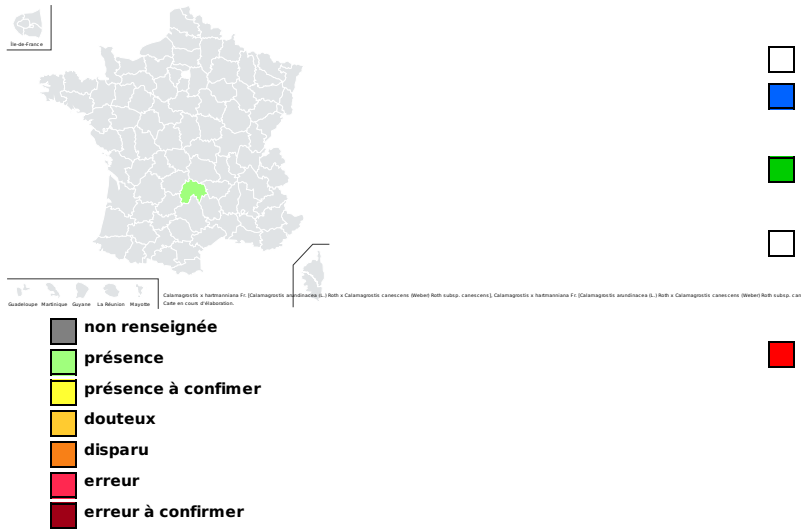 Île-de-France
Guadeloupe Martinique Guyane La Réunion Mayotte
Calamagrostis x hartmanniana Fr. [Calamagrostis arundinacea (L.) Roth x Calamagrostis canescens (Weber) Roth subsp. canescens], Calamagrostis x hartmanniana Fr. [Calamagrostis arundinacea (L.) Roth x Calamagrostis canescens (Weber) Roth subsp. can
Carte en cours d'élaboration.
non renseignée
présence
présence à confimer
douteux
disparu
erreur
erreur à confirmer